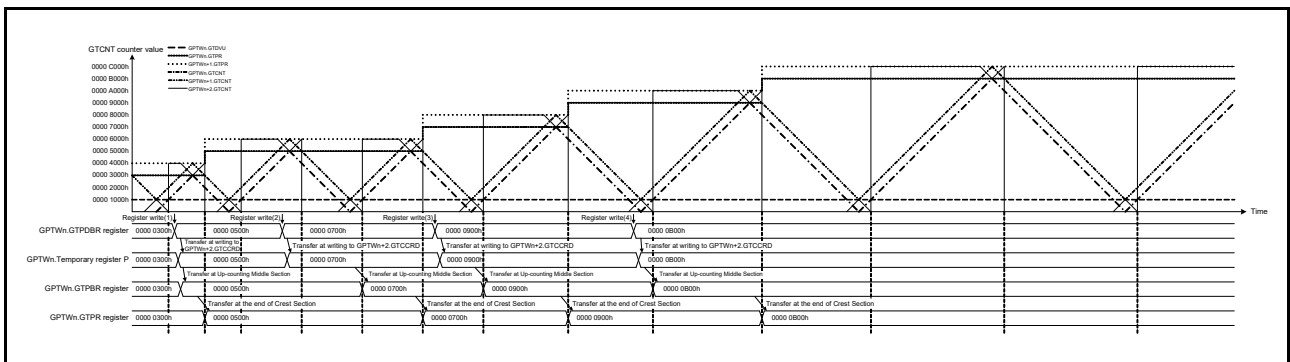 GTCNT counter value
GPTWn.GTDVU
GPTWn.GTPR
GPTWn+1.GTPR
GPTWn.GTCNT
GPTWn+1.GTCNT
GPTWn+2.GTCNT
0000 C000h
0000 B000h
0000 A000h
0000 9000h
0000 8000h
0000 7000h
0000 6000h
0000 5000h
0000 4000h
0000 3000h
0000 2000h
0000 1000h
Time
Register write(1) Register write(2) Register write(3) Register write(4)
GPTWn.GTPDBR register 0000 0300h 0000 0500h 0000 0700h 0000 0900h 0000 0B00h
Transfer at writing to GPTWn+2.GTCCRD Transfer at writing to GPTWn+2.GTCCRD Transfer at writing to GPTWn+2.GTCCRD Transfer at writing to GPTWn+2.GTCCRD
GPTWn.Temporary register P 0000 0300h 0000 0500h 0000 0700h 0000 0900h 0000 0B00h
Transfer at Up-counting Middle Section Transfer at Up-counting Middle Section Transfer at Up-counting Middle Section Transfer at Up-counting Middle Section
GPTWn.GTPBR register 0000 0300h 0000 0500h 0000 0700h 0000 0900h 0000 0B00h
Transfer at the end of Crest Section Transfer at the end of Crest Section Transfer at the end of Crest Section Transfer at the end of Crest Section
GPTWn.GTPR register 0000 0300h 0000 0500h 0000 0700h 0000 0900h 0000 0B00h